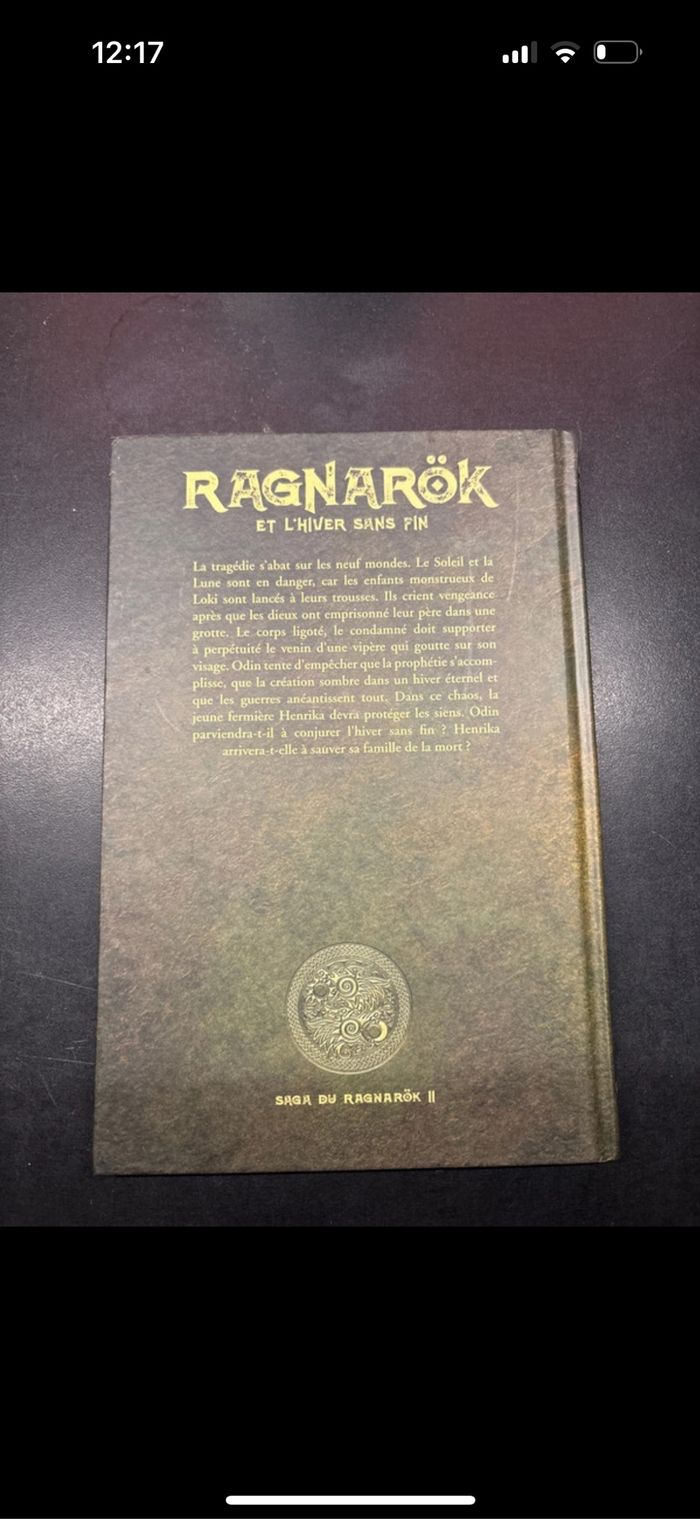 12:17
RAGNARÖK
ET L'HIVER SANS FIN
La tragédie s'abat sur les neuf mondes. Le Soleil et la
Lune sont en danger, car les enfants monstrueux de
Loki sont lancés à leurs trousses. Ils crient vengeance
après que les dieux ont emprisonné leur père dans une
grotte. Le corps ligoté, le condamné doit supporter
à perpétuité le venin d'une vipère qui goutte sur son
visage. Odin tente d'empêcher que la prophétie s'accom-
plisse, que la création sombre dans un hiver éternel et
que les guerres anéantissent tout. Dans ce chaos, la
jeune fermière Henrika devra protéger les siens. Odin
parviendra-t-il à conjurer l'hiver sans fin ? Henrika
arrivera-t-elle à sauver sa famille de la mort ?
SAGA DU RAGNARÖK II